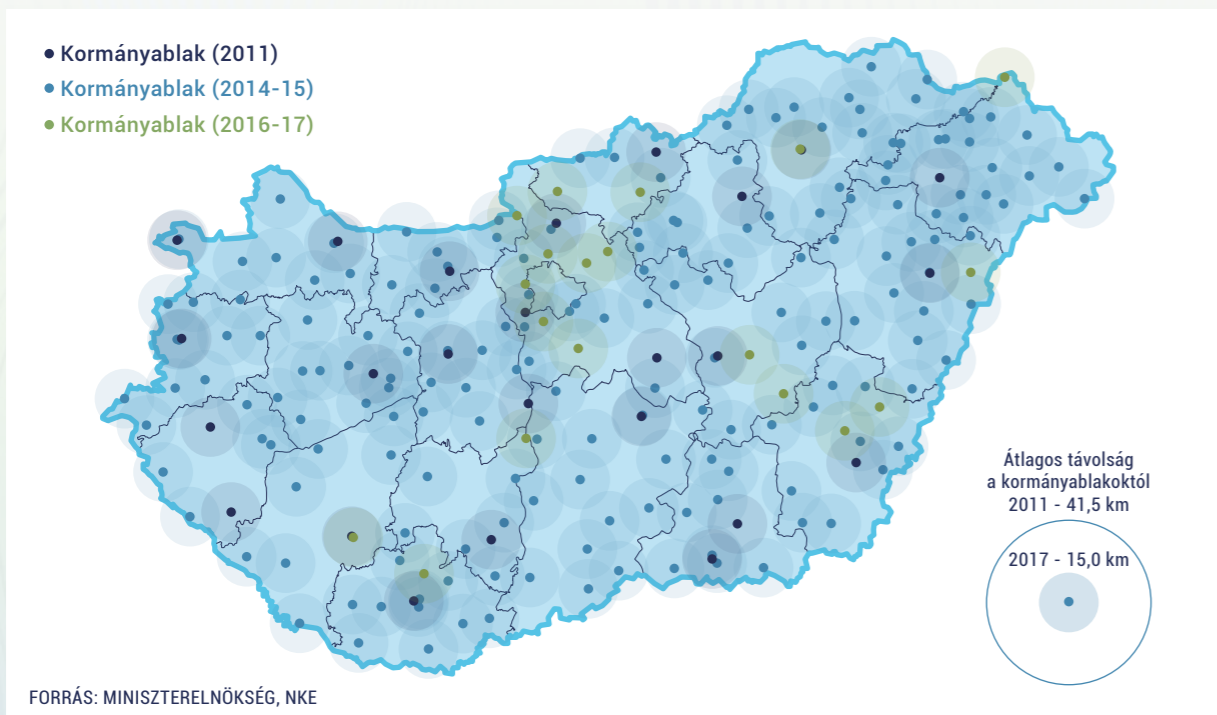 Kormányablak (2011)
Kormányablak (2014-15)
Kormányablak (2016-17)
Átlagos távolság
a kormányablakoktól
2011 - 41,5 km
2017 - 15,0 km
FORRÁS: MINISZTERELNÖKSÉG, NKE